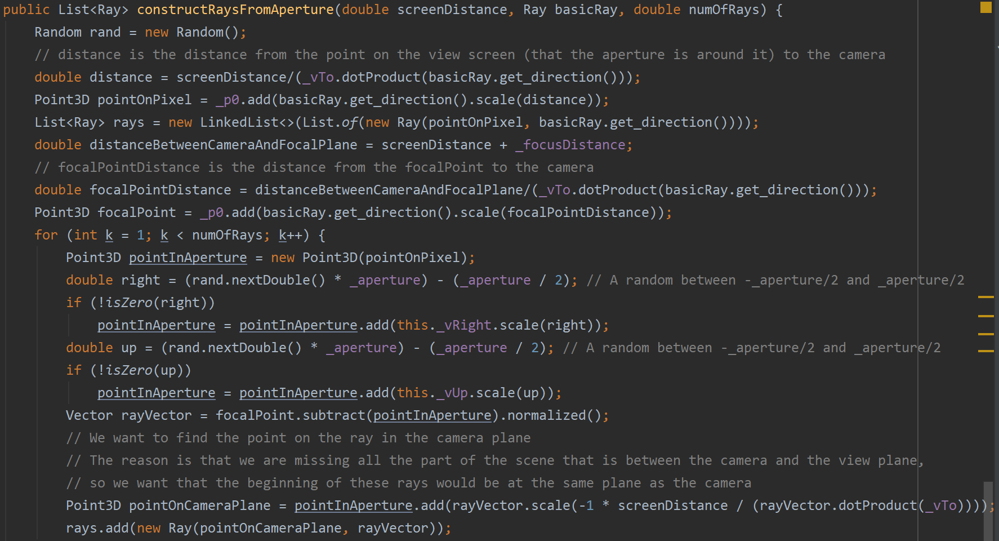 public List<Ray> constructRaysFromAperture(double screenDistance, Ray basicRay, double numOfRays) {
    Random rand = new Random();
    // distance is the distance from the point on the view screen (that the aperture is around it) to the camera
    double distance = screenDistance/(_vTo.dotProduct(basicRay.get_direction()));
    Point3D pointOnPixel = _p0.add(basicRay.get_direction().scale(distance));
    List<Ray> rays = new LinkedList<>(List.of(new Ray(pointOnPixel, basicRay.get_direction())));
    double distanceBetweenCameraAndFocalPlane = screenDistance + _focusDistance;
    // focalPointDistance is the distance from the focalPoint to the camera
    double focalPointDistance = distanceBetweenCameraAndFocalPlane/(_vTo.dotProduct(basicRay.get_direction()));
    Point3D focalPoint = _p0.add(basicRay.get_direction().scale(focalPointDistance));
    for (int k = 1; k < numOfRays; k++) {
        Point3D pointInAperture = new Point3D(pointOnPixel);
        double right = (rand.nextDouble() * _aperture) - (_aperture / 2); // A random between -_aperture/2 and _aperture/2
        if (!isZero(right))
            pointInAperture = pointInAperture.add(this._vRight.scale(right));
        double up = (rand.nextDouble() * _aperture) - (_aperture / 2); // A random between -_aperture/2 and _aperture/2
        if (!isZero(up))
            pointInAperture = pointInAperture.add(this._vUp.scale(up));
        Vector rayVector = focalPoint.subtract(pointInAperture).normalized();
        // We want to find the point on the ray in the camera plane
        // The reason is that we are missing all the part of the scene that is between the camera and the view plane,
        // so we want that the beginning of these rays would be at the same plane as the camera
        Point3D pointOnCameraPlane = pointInAperture.add(rayVector.scale(-1 * screenDistance / (rayVector.dotProduct(_vTo))));
        rays.add(new Ray(pointOnCameraPlane, rayVector));